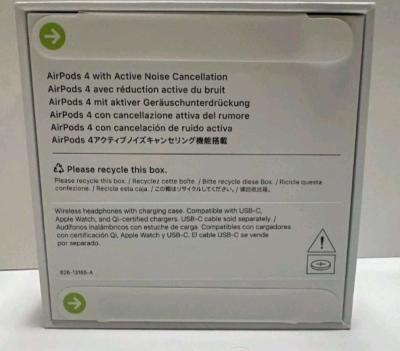 AirPods 4 with Active Noise Cancellation
AirPods 4 avec réduction active du bruit
AirPods 4 mit aktiver Geräuschunterdrückung
AirPods 4 con cancellazione attiva del rumore
AirPods 4 con cancelación de ruido activa
AirPods 4アクティブノイズキャンセリング機能搭載
Please recycle this box.
Please recycle this box. / Recyclez cette boîte. / Bitte recycle diese Box. / Ricicla questa
confezione. / Recicla esta caja. / この箱はリサイクルしてください。/ 請回收此箱。
Wireless headphones with charging case. Compatible with USB-C,
Apple Watch, and Qi-certified chargers. USB-C cable sold separately. /
Audífonos inalámbricos con estuche de carga. Compatibles con cargadores
con certificación Qi, Apple Watch y USB-C. El cable USB-C se vende
por separado.
626-13165-A